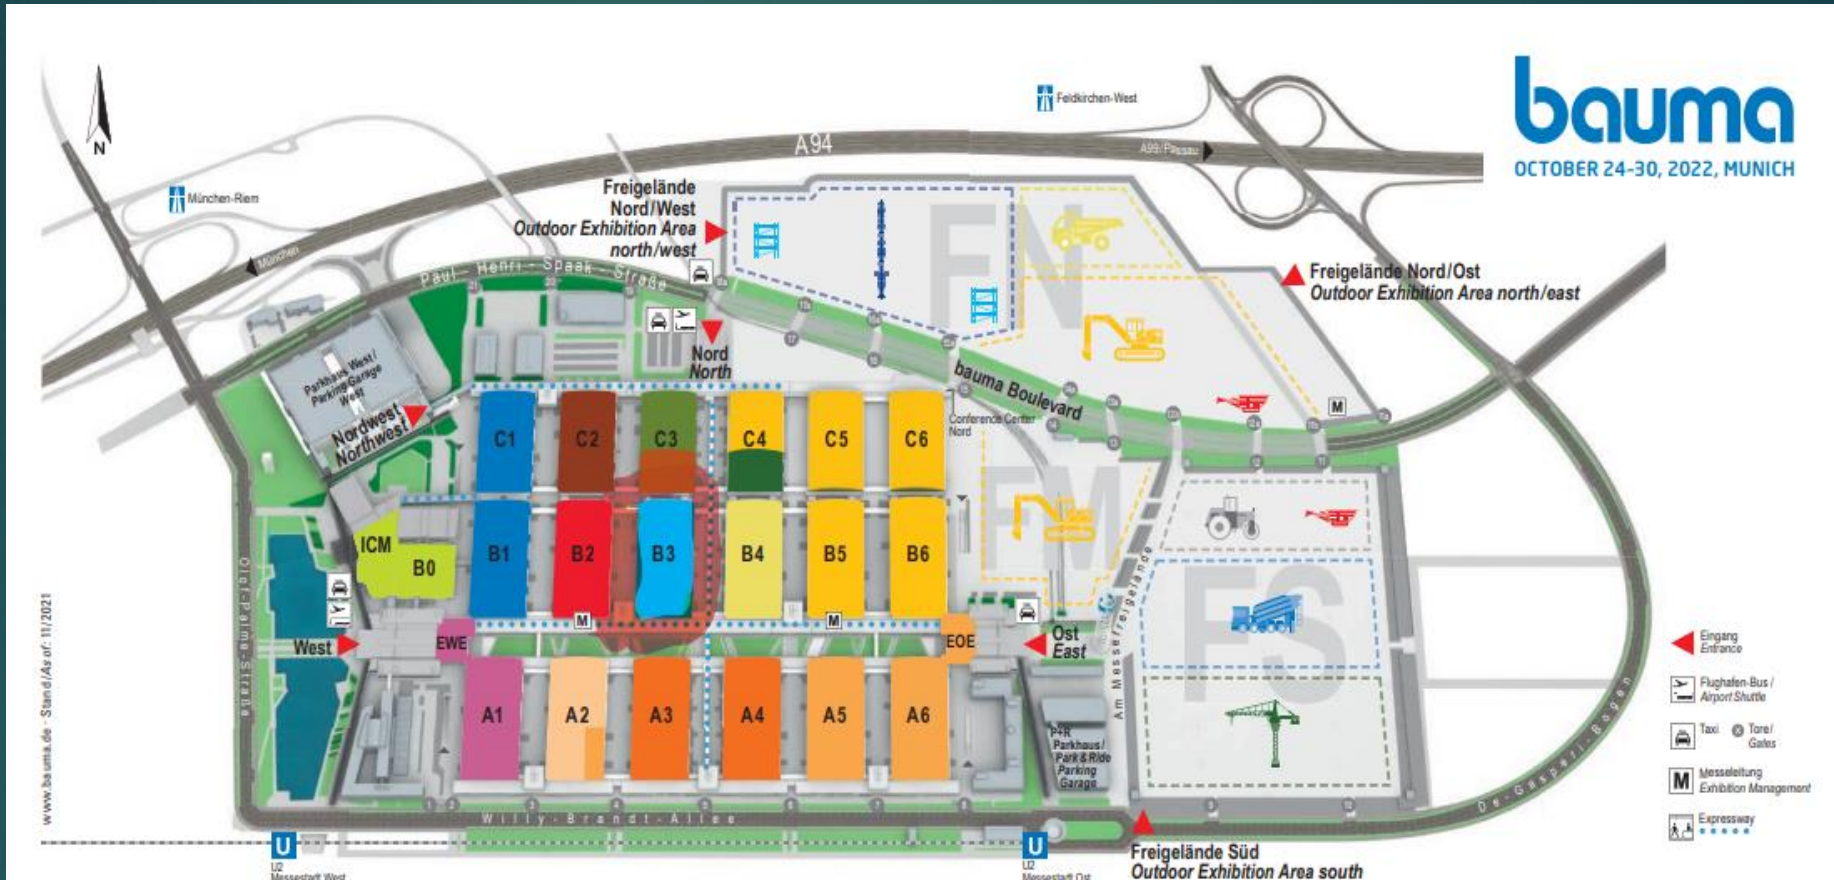 bauma
OCTOBER 24-30, 2022, MUNICH
N
A94
A99/Passau
Feldkirchen-West
München-Riem
München
Freigelände
Nord/West
Outdoor Exhibition Area
north/west
Paul-Henri-Spaak-Straße
FN
Freigelände Nord/Ost
Outdoor Exhibition Area north/east
Nord
North
bauma Boulevard
M
Parkhaus West/
Parking Garage
West
Nordwest
Northwest
C1
C2
C3
C4
C5
C6
Conference Center
Nord
FM
ICM
B0
B1
B2
B3
B4
B5
B6
M
M
West
EWE
EOE
Ost
East
Am Messefreigelände
FS
A1
A2
A3
A4
A5
A6
P+R
Parkhaus/
Park & Ride
Parking
Garage
Olof-Palme-Straße
Willy-Brandt-Allee
De-Gasperi-Bogen
U
U2
Messestadt West
U
U2
Messestadt Ost
Freigelände Süd
Outdoor Exhibition Area south
Eingang
Entrance
Flughafen-Bus /
Airport Shuttle
Taxi
Tore/
Gates
M
Messeleitung
Exhibition Management
Expressway
www.bauma.de - Stand/As of: 11/2021